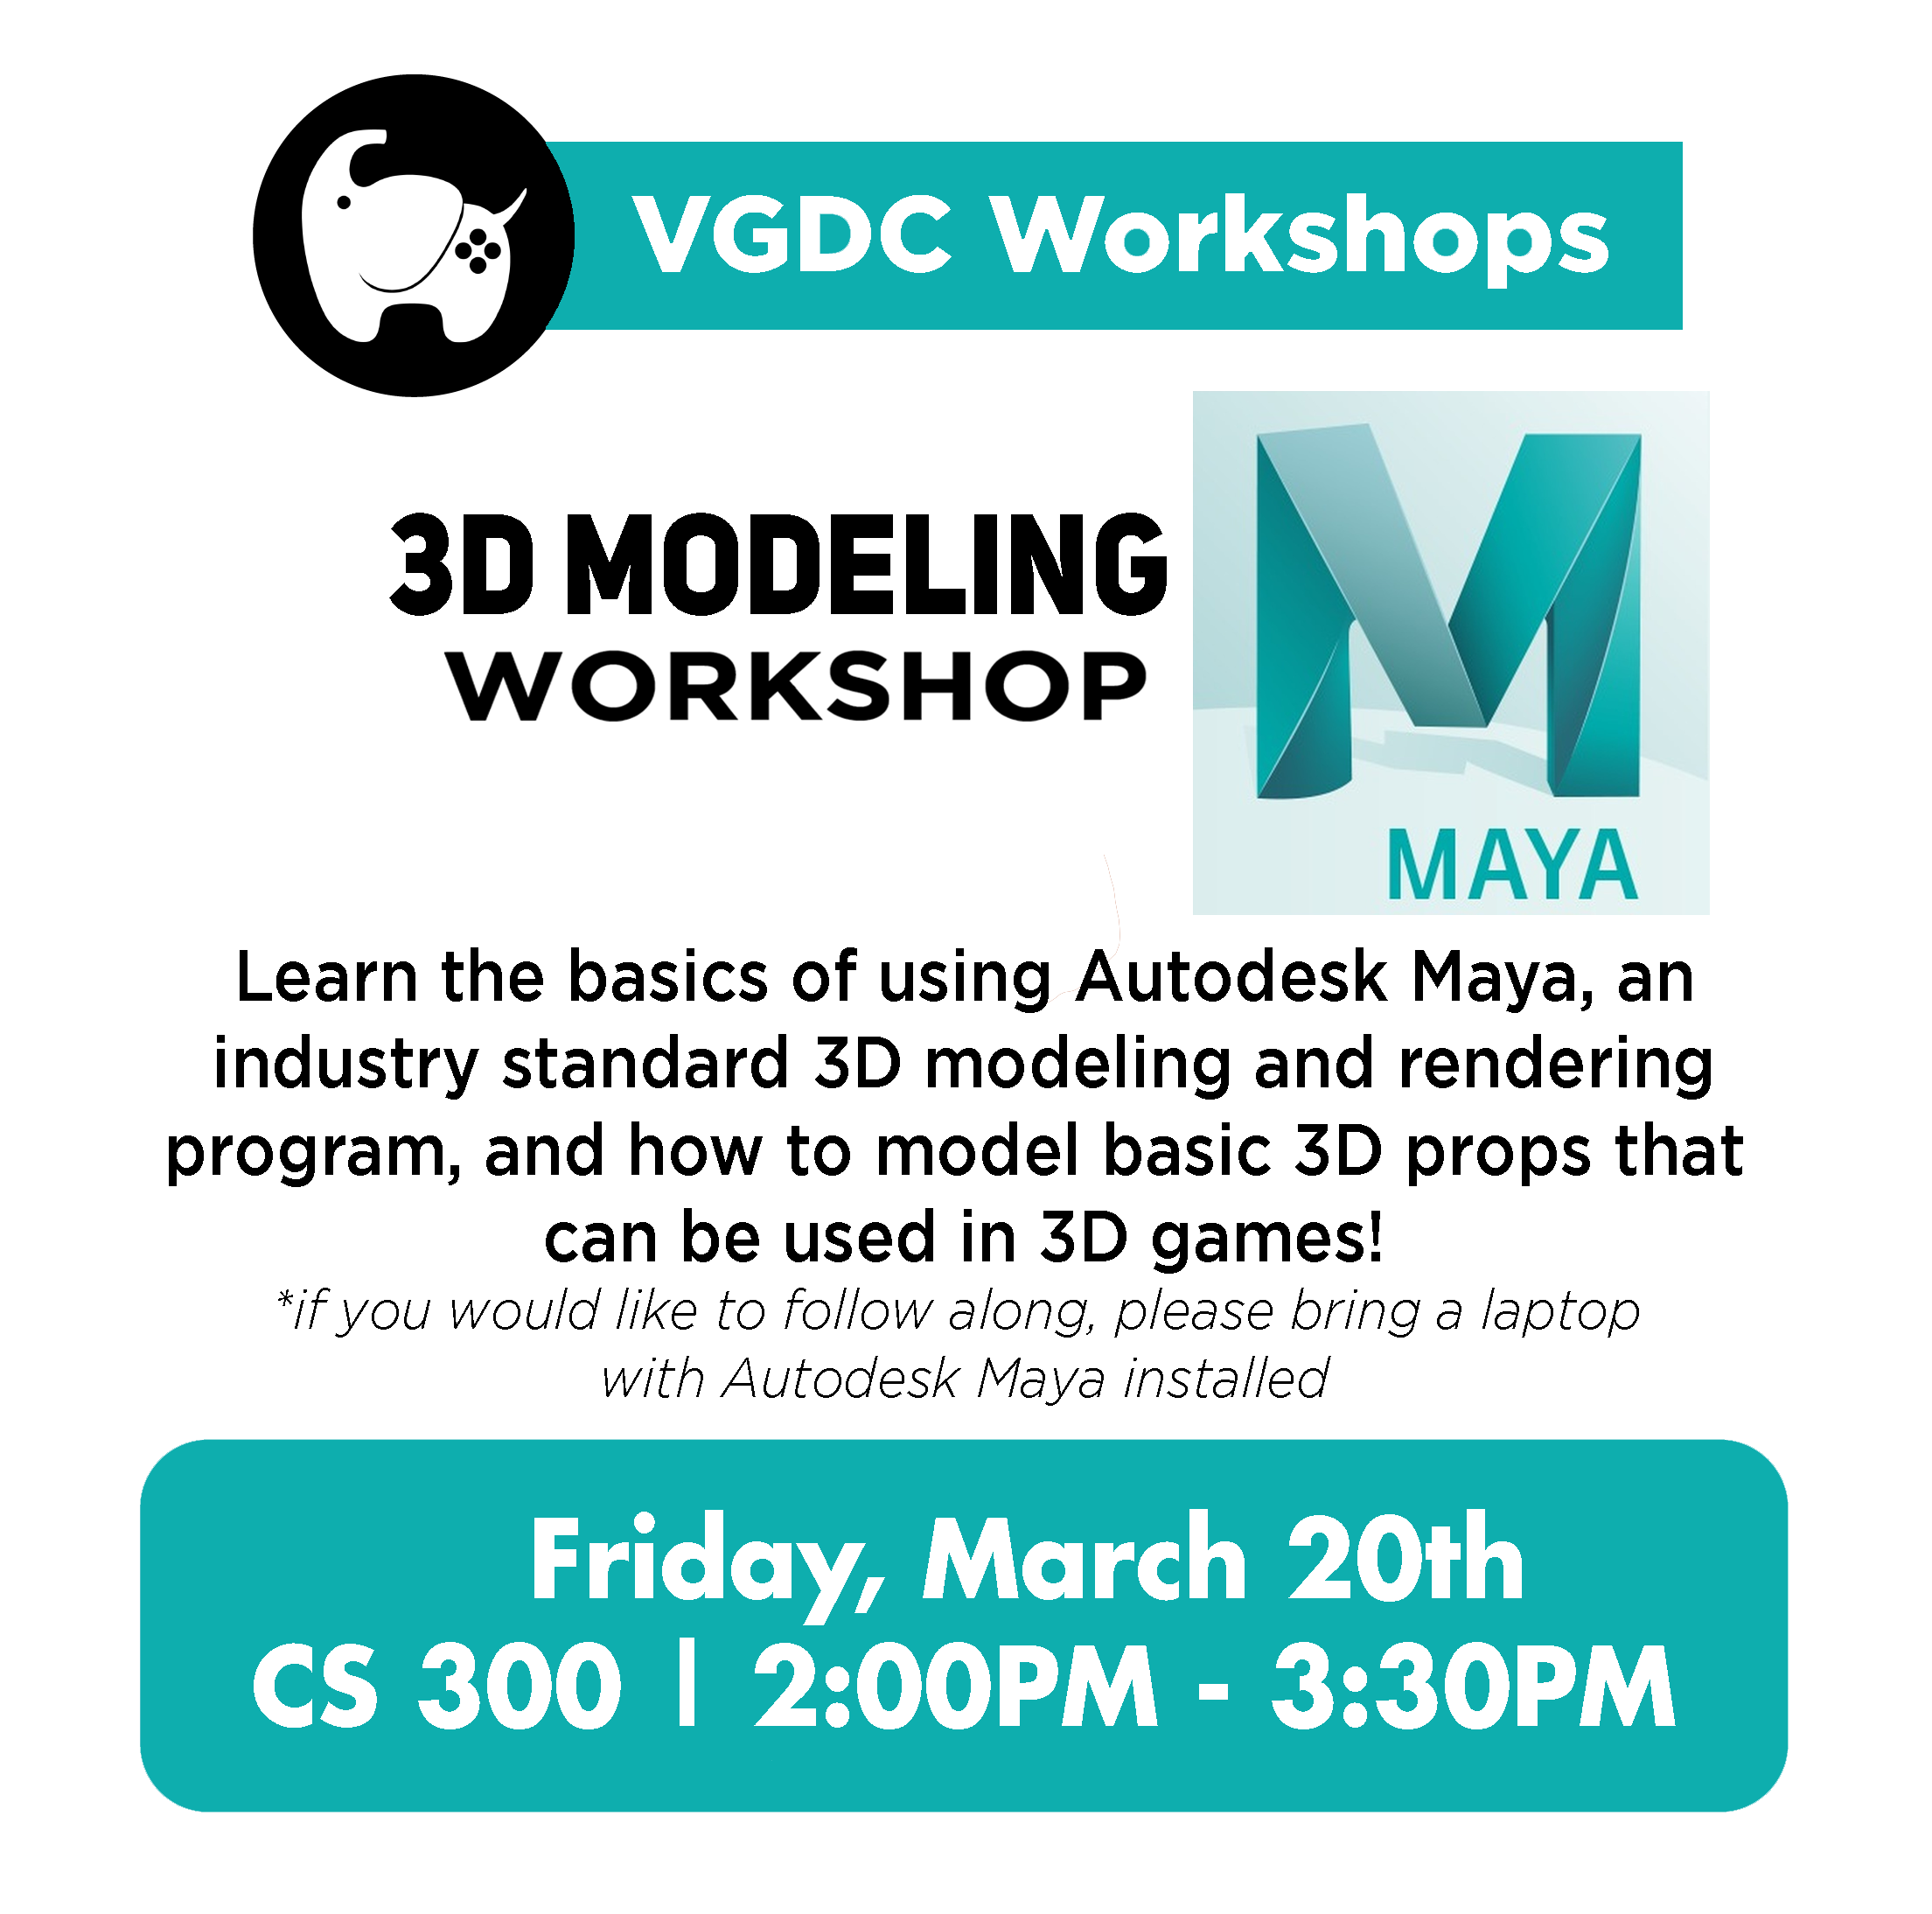 VGDC Workshops
3D MODELING
WORKSHOP
MAYA
Learn the basics of using Autodesk Maya, an
industry standard 3D modeling and rendering
program, and how to model basic 3D props that
can be used in 3D games!
*if you would like to follow along, please bring a laptop
with Autodesk Maya installed
Friday, March 20th
CS 300 | 2:00PM - 3:30PM